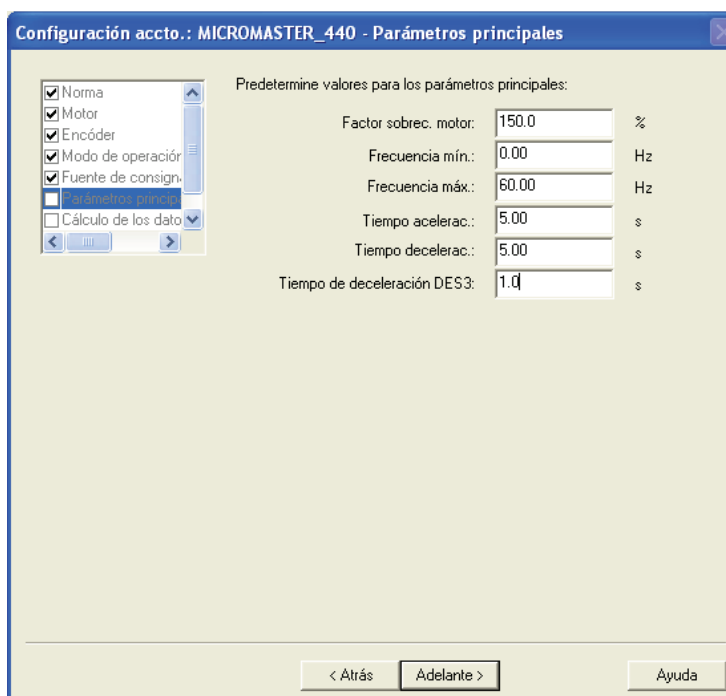 Configuración accto.: MICROMASTER_440 - Parámetros principales
Norma
Motor
Encóder
Modo de operación
Fuente de consign
Parámetros princip
Cálculo de los dato
Predetermine valores para los parámetros principales:
Factor sobrec. motor: 150.0 %
Frecuencia mín.: 0.00 Hz
Frecuencia máx.: 60.00 Hz
Tiempo acelerac.: 5.00 s
Tiempo decelerac.: 5.00 s
Tiempo de deceleración DES3: 1.0 s
< Atrás Adelante > Ayuda